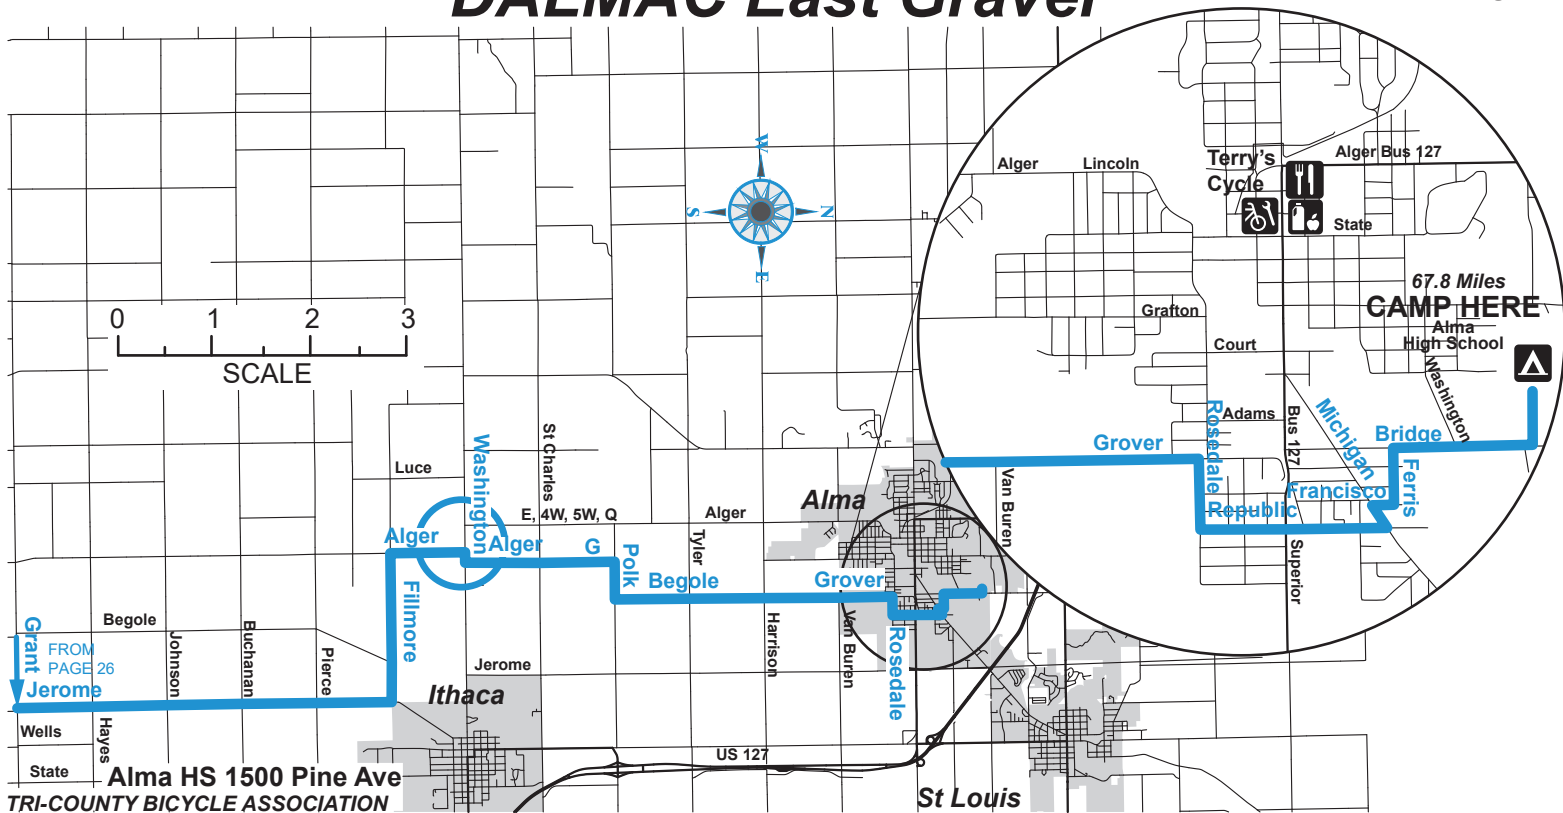 DALMAC East Gravel
Alger
Lincoln
Terry's
Cycle
Alger Bus 127
State
W
S
N
E
67.8 Miles
CAMP HERE
Alma
High School
Grafton
Court
0 1 2 3
SCALE
Washington
Rosedale
Adams
Bus 127
Michigan
Bridge
Grover
Ferris
Francisco
Republic
Superior
Van Buren
Luce
Washington
St Charles
E, 4W, 5W, Q
Alger
Alma
Alger
Alger
G
Polk
Tyler
Begole
Grover
Fillmore
Begole
Grant
FROM
PAGE 26
Jerome
Johnson
Buchanan
Pierce
Jerome
Harrison
Van Buren
Rosedale
Ithaca
Wells
Hayes
State
US 127
Alma HS 1500 Pine Ave
TRI-COUNTY BICYCLE ASSOCIATION
St Louis